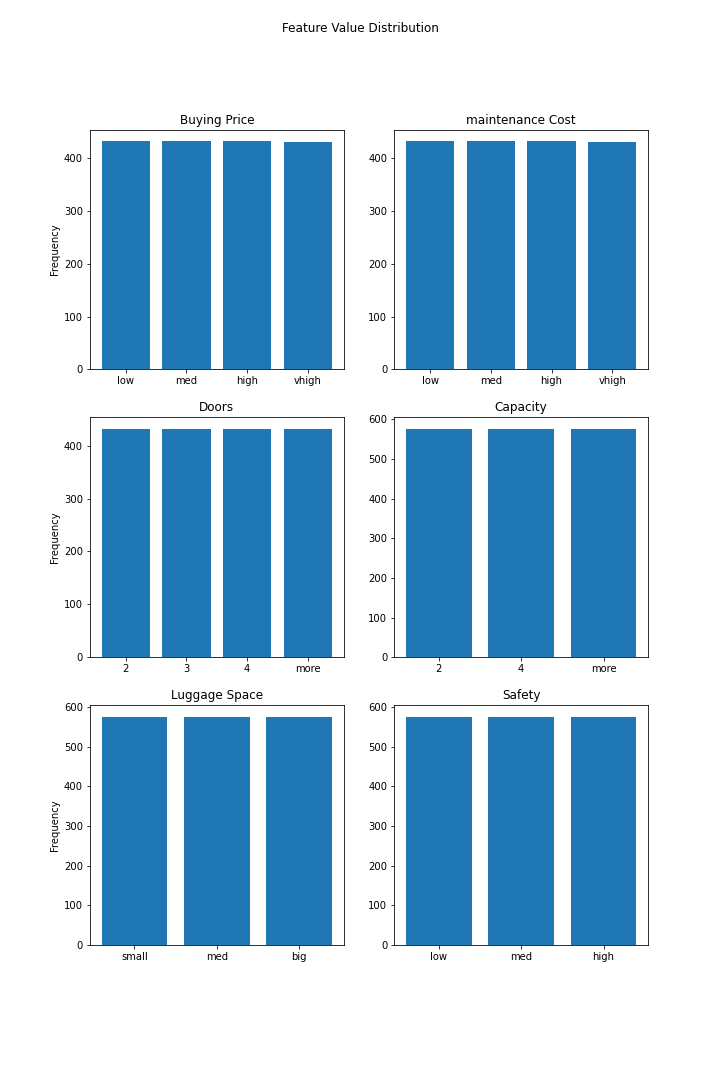 Feature Value Distribution
Buying Price
maintenance Cost
400
300
200
100
0
Frequency
low med high vhigh
400
300
200
100
0
low med high vhigh
Doors
Capacity
400
300
200
100
0
Frequency
2 3 4 more
600
500
400
300
200
100
0
2 4 more
Luggage Space
Safety
600
500
400
300
200
100
0
Frequency
small med big
600
500
400
300
200
100
0
low med high